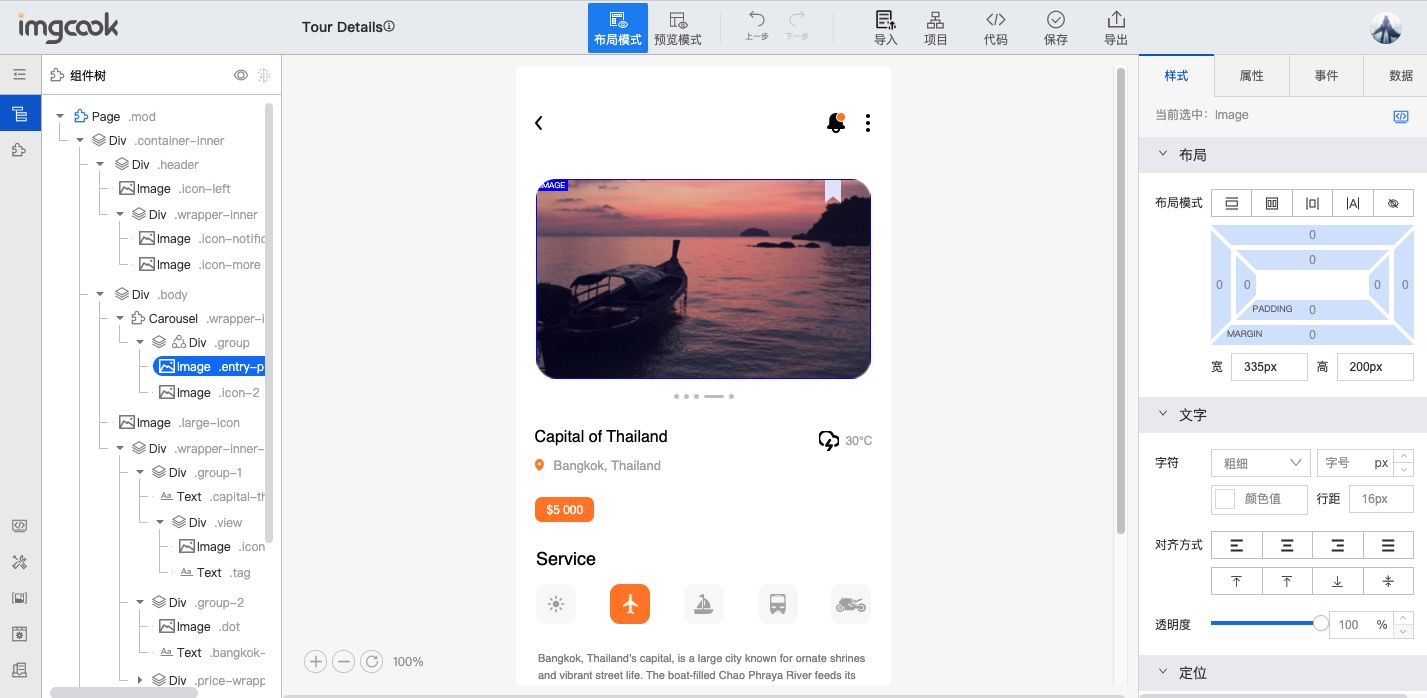 imgcook
Tour Details
布局模式
预览模式
上一步
下一步
导入
项目
代码
保存
导出
组件树
Page .mod
Div .container-inner
Div .header
Image .icon-left
Div .wrapper-inner
Image .icon-notific
Image .icon-more
Div .body
Carousel .wrapper-i
Div .group
Image .entry-p
Image .icon-2
Image .large-icon
Div .wrapper-inner-
Div .group-1
Text .capital-th
Div .view
Image .icon
Text .tag
Div .group-2
Image .dot
Text .bangkok-
Div .price-wrapp
IMAGE
Capital of Thailand
30°C
Bangkok, Thailand
$5 000
Service
Bangkok, Thailand's capital, is a large city known for ornate shrines
and vibrant street life. The boat-filled Chao Phraya River feeds its
100%
样式
属性
事件
数据
当前选中: Image
布局
布局模式
|A|
0
0
0 0 0 0
PADDING 0
MARGIN 0
宽 335px 高 200px
文字
字符 粗细 字号 px
颜色值 行距 16px
对齐方式
透明度 100 %
定位